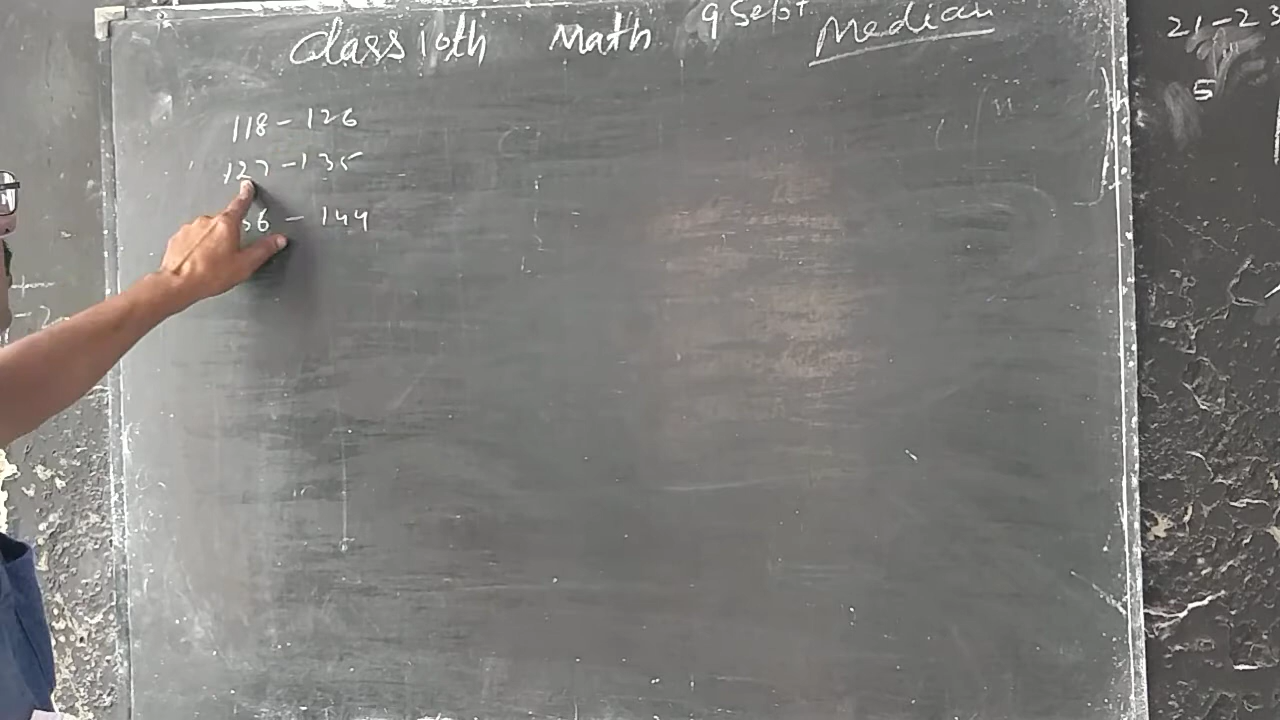 Class 10th Math 9 Sept Median
118 - 126
127 - 135
36 - 144
21 - 23
5